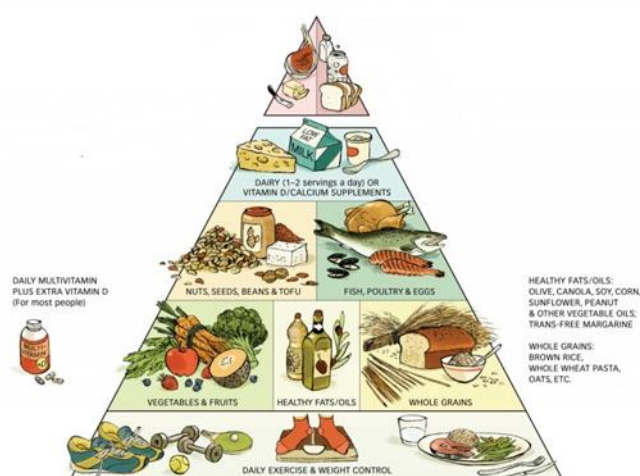 LOW FAT
MILK
DAIRY (1–2 servings a day) OR
VITAMIN D/CALCIUM SUPPLEMENTS
NUTS, SEEDS, BEANS & TOFU
FISH, POULTRY & EGGS
DAILY MULTIVITAMIN
PLUS EXTRA VITAMIN D
(For most people)
MULTI-
VITAMIN
HEALTHY FATS/OILS:
OLIVE, CANOLA, SOY, CORN,
SUNFLOWER, PEANUT
& OTHER VEGETABLE OILS;
TRANS-FREE MARGARINE
WHOLE GRAINS:
BROWN RICE,
WHOLE WHEAT PASTA,
OATS, ETC.
VEGETABLES & FRUITS
HEALTHY FATS/OILS
WHOLE GRAINS
DAILY EXERCISE & WEIGHT CONTROL